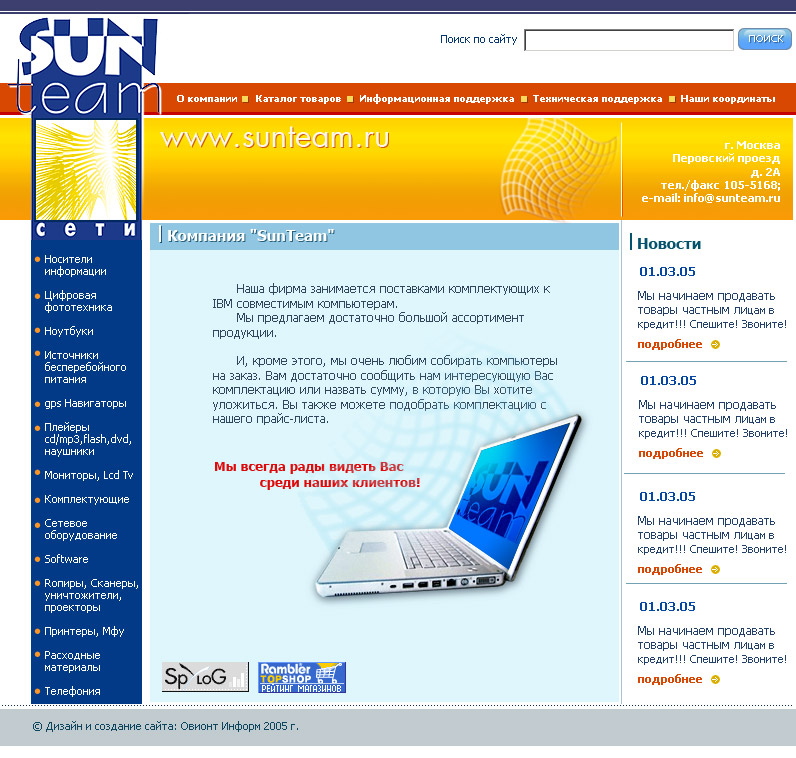 SUN
team
сети
Поиск по сайту
ПОИСК
О компании
Каталог товаров
Информационная поддержка
Техническая поддержка
Наши координаты
www.sunteam.ru
г. Москва
Перовский проезд
д. 2А
тел./факс 105-5168;
e-mail: info@sunteam.ru
Носители
информации
Цифровая
фототехника
Ноутбуки
Источники
бесперебойного
питания
gps Навигаторы
Плейеры
cd/mp3,flash,dvd,
наушники
Мониторы, Lcd Tv
Комплектующие
Сетевое
оборудование
Software
Rопиры, Сканеры,
уничтожители,
проекторы
Принтеры, Мфу
Расходные
материалы
Телефония
Компания "SunTeam"
Наша фирма занимается поставками комплектующих к
IBM совместимым компьютерам.
Мы предлагаем достаточно большой ассортимент
продукции.
И, кроме этого, мы очень любим собирать компьютеры
на заказ. Вам достаточно сообщить нам интересующую Вас
комплектацию или назвать сумму, в которую Вы хотите
уложиться. Вы также можете подобрать комплектацию с
нашего прайс-листа.
Мы всегда рады видеть Вас
среди наших клиентов!
SUN
team
SpyLOG
Rambler
TOPSHOP
РЕЙТИНГ МАГАЗИНОВ
Новости
01.03.05
Мы начинаем продавать
товары частным лицам в
кредит!!! Спешите! Звоните!
подробнее
01.03.05
Мы начинаем продавать
товары частным лицам в
кредит!!! Спешите! Звоните!
подробнее
01.03.05
Мы начинаем продавать
товары частным лицам в
кредит!!! Спешите! Звоните!
подробнее
01.03.05
Мы начинаем продавать
товары частным лицам в
кредит!!! Спешите! Звоните!
подробнее
© Дизайн и создание сайта: Овионт Информ 2005 г.